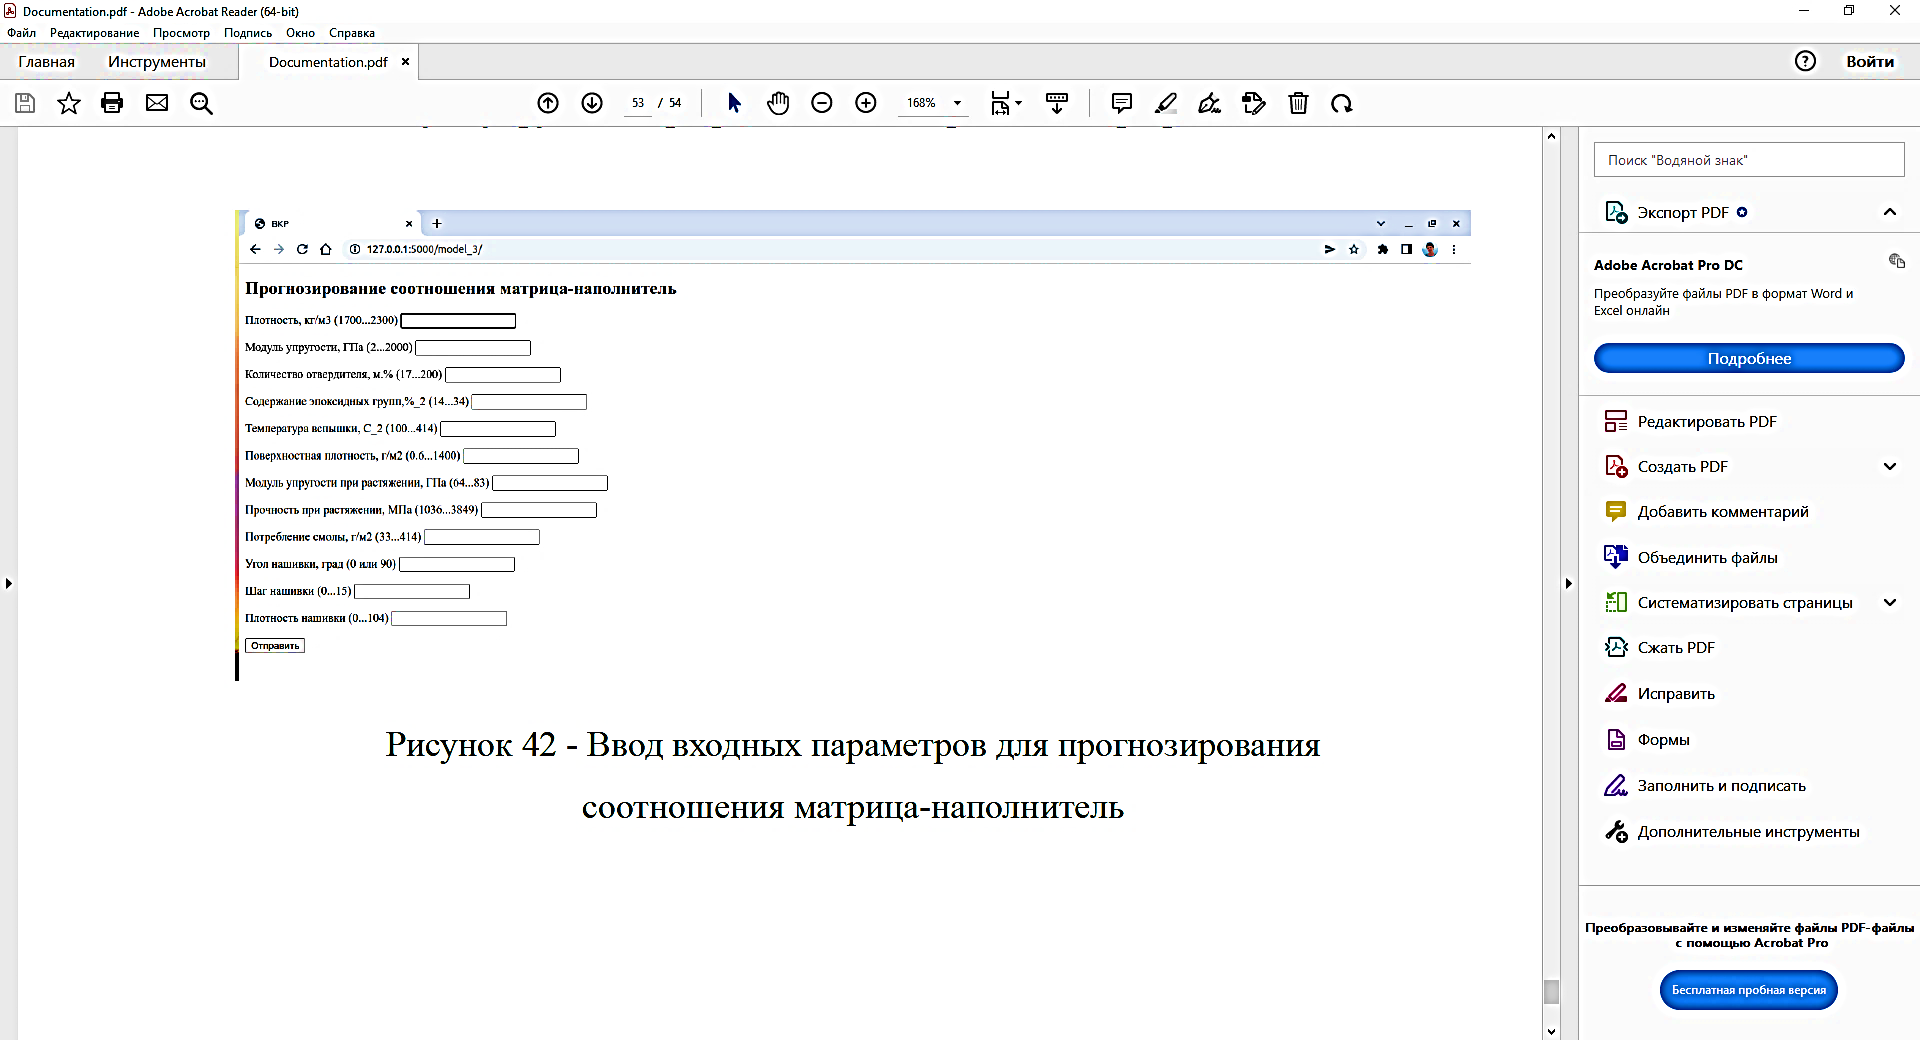 Documentation.pdf - Adobe Acrobat Reader (64-bit)
Файл Редактирование Просмотр Подпись Окно Справка
Главная Инструменты Documentation.pdf × Войти
53 / 54 168%
Поиск "Водяной знак"
Экспорт PDF
Adobe Acrobat Pro DC
Преобразуйте файлы PDF в формат Word и
Excel онлайн
Подробнее
Редактировать PDF
Создать PDF
Добавить комментарий
Объединить файлы
Систематизировать страницы
Сжать PDF
Исправить
Формы
Заполнить и подписать
Дополнительные инструменты
Преобразовывайте и изменяйте файлы PDF-файлы
с помощью Acrobat Pro
Бесплатная пробная версия
ВКР
127.0.0.1:5000/model_3/
Прогнозирование соотношения матрица-наполнитель
Плотность, кг/м3 (1700...2300)
Модуль упругости, ГПа (2...2000)
Количество отвердителя, м.% (17...200)
Содержание эпоксидных групп,%_2 (14...34)
Температура вспышки, С_2 (100...414)
Поверхностная плотность, г/м2 (0.6...1400)
Модуль упругости при растяжении, ГПа (64...83)
Прочность при растяжении, МПа (1036...3849)
Потребление смолы, г/м2 (33...414)
Угол нашивки, град (0 или 90)
Шаг нашивки (0...15)
Плотность нашивки (0...104)
Отправить
Рисунок 42 - Ввод входных параметров для прогнозирования
соотношения матрица-наполнитель